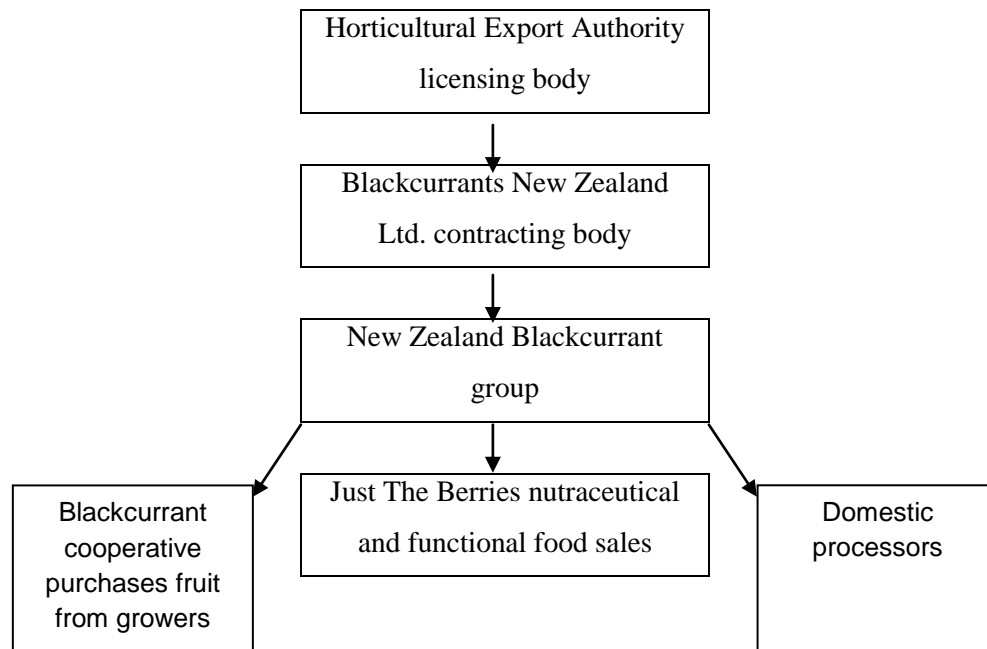 Horticultural Export Authority
licensing body
Blackcurrants New Zealand
Ltd. contracting body
New Zealand Blackcurrant
group
Just The Berries nutraceutical
and functional food sales
Blackcurrant
cooperative
purchases fruit
from growers
Domestic
processors